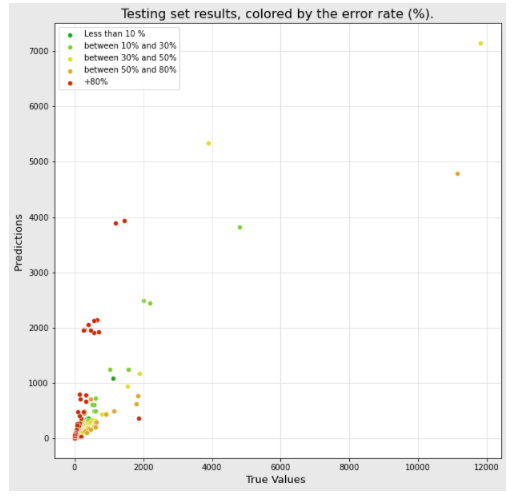 Testing set results, colored by the error rate (%).
Less than 10 %
between 10% and 30%
between 30% and 50%
between 50% and 80%
+80%
7000
6000
5000
4000
3000
2000
1000
0
Predictions
0
2000
4000
6000
8000
10000
12000
True Values